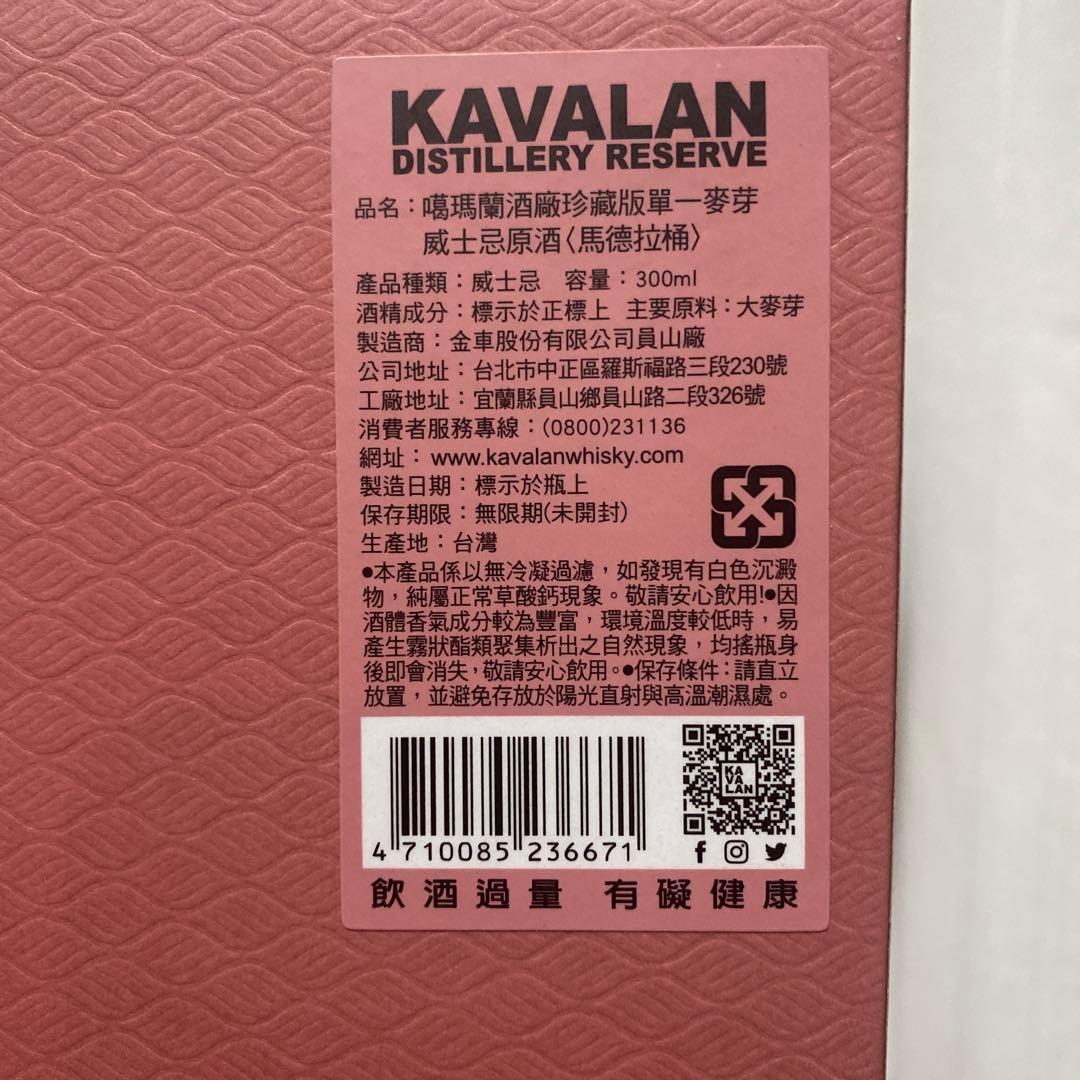 KAVALAN
DISTILLERY RESERVE
品名：噶瑪蘭酒廠珍藏版單一麥芽
威士忌原酒〈馬德拉桶〉
產品種類：威士忌 容量：300ml
酒精成分：標示於正標上 主要原料：大麥芽
製造商：金車股份有限公司員山廠
公司地址：台北市中正區羅斯福路三段230號
工廠地址：宜蘭縣員山鄉員山路二段326號
消費者服務專線：(0800)231136
網址：www.kavalanwhisky.com
製造日期：標示於瓶上
保存期限：無限期(未開封)
生產地：台灣
●本產品係以無冷凝過濾，如發現有白色沉澱
物，純屬正常草酸鈣現象。敬請安心飲用!●因
酒體香氣成分較為豐富，環境溫度較低時，易
產生霧狀酯類聚集析出之自然現象，均搖瓶身
後即會消失，敬請安心飲用。●保存條件：請直立
放置，並避免存放於陽光直射與高溫潮濕處。
KA
VA
LAN
4 710085 236671
飲酒過量 有礙健康